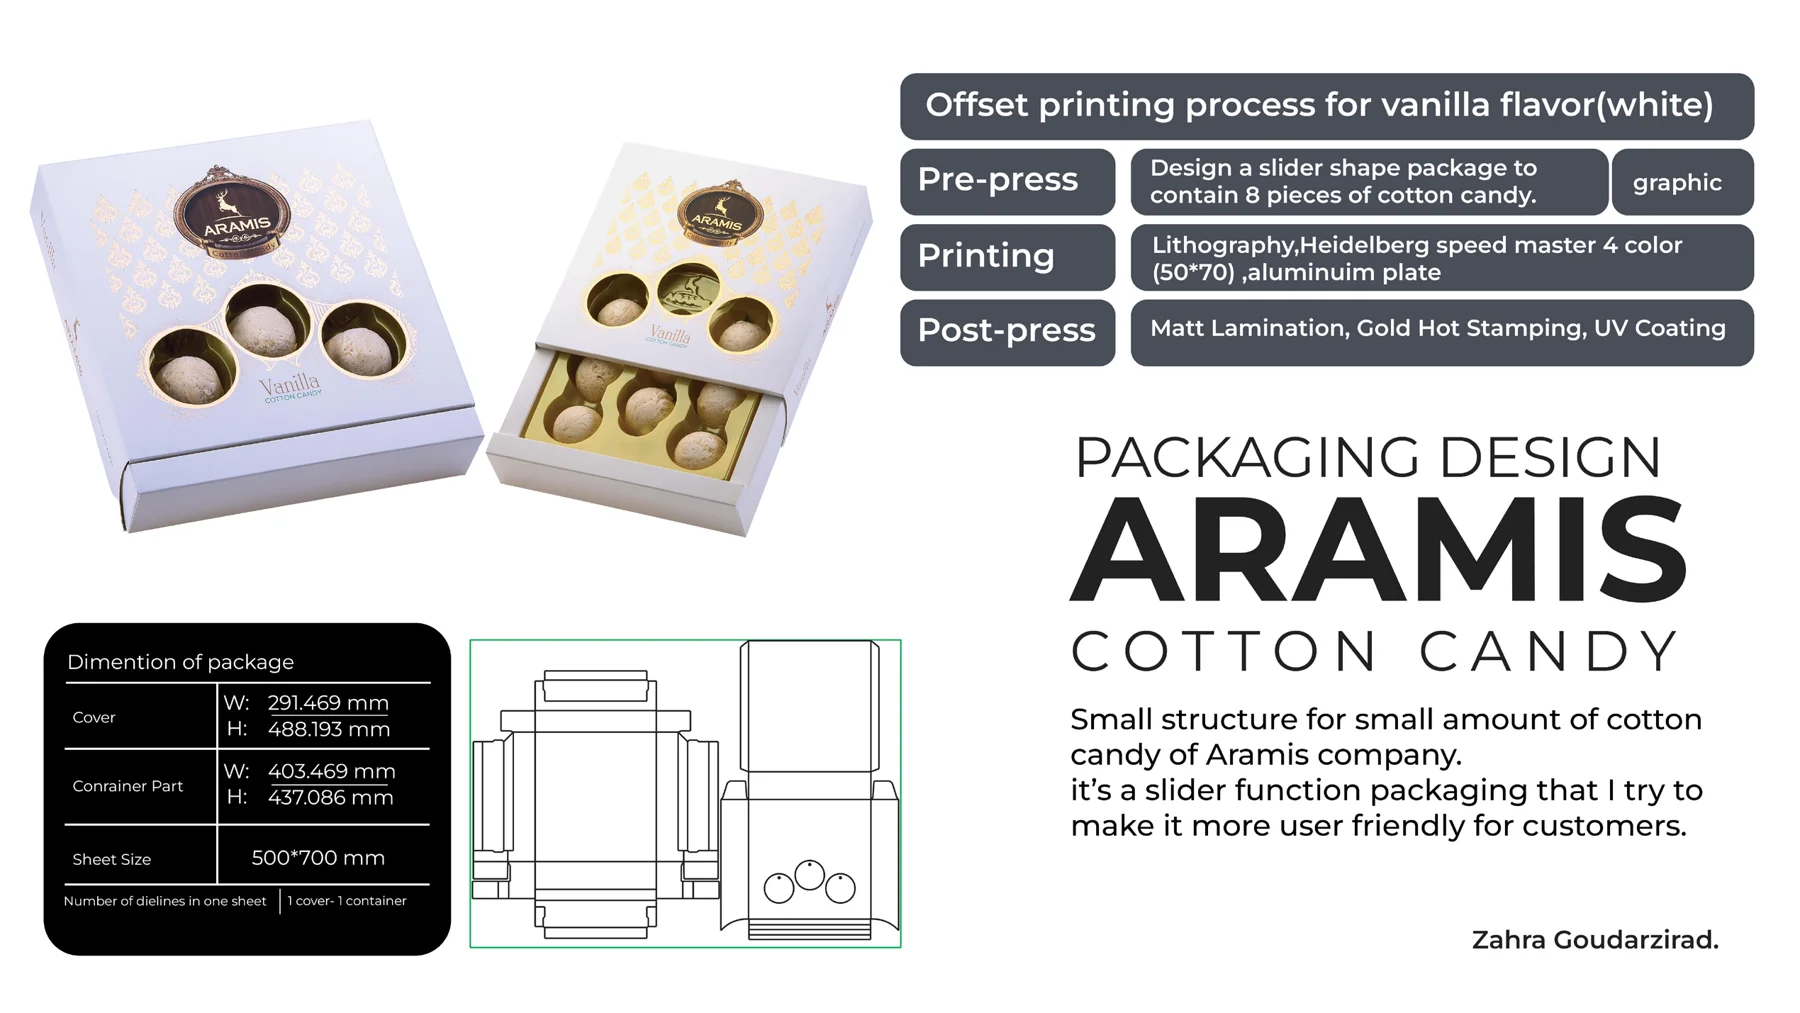 Offset printing process for vanilla flavor(white)
Pre-press
Design a slider shape package to
contain 8 pieces of cotton candy.
graphic
Printing
Lithography,Heidelberg speed master 4 color
(50*70) ,aluminuim plate
Post-press
Matt Lamination, Gold Hot Stamping, UV Coating
ARAMIS
Cotton Candy
Vanilla
COTTON CANDY
ARAMIS
Vanilla
COTTON CANDY
PACKAGING DESIGN
ARAMIS
COTTON CANDY
Small structure for small amount of cotton
candy of Aramis company.
it’s a slider function packaging that I try to
make it more user friendly for customers.
Dimention of package
Cover
W: 291.469 mm
H: 488.193 mm
Conrainer Part
W: 403.469 mm
H: 437.086 mm
Sheet Size
500*700 mm
Number of dielines in one sheet
1 cover- 1 container
Zahra Goudarzirad.